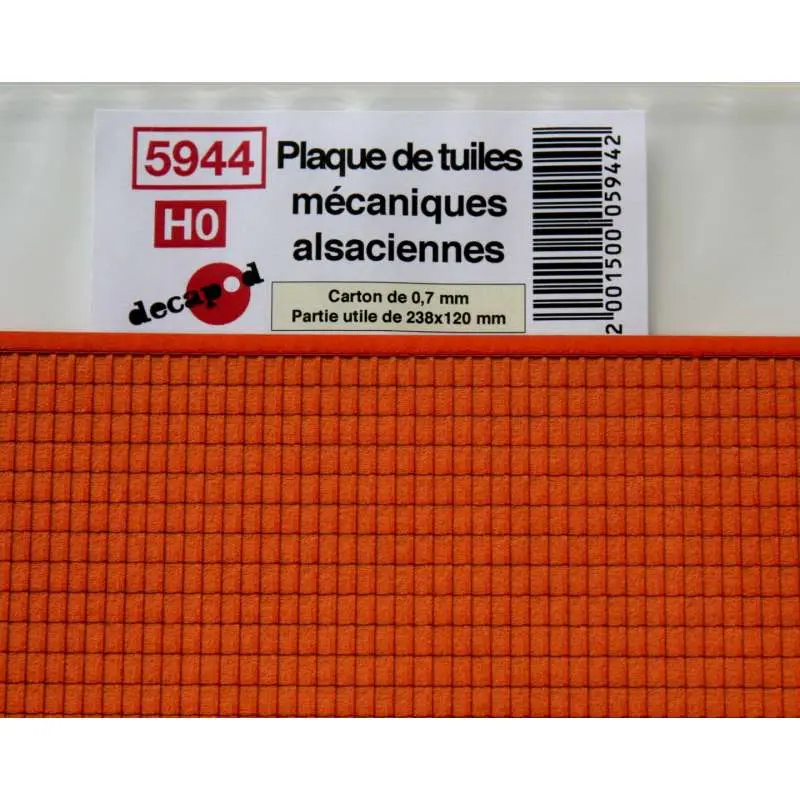 5944
Plaque de tuiles
mécaniques
alsaciennes
H0
decapod
Carton de 0,7 mm
Partie utile de 238x120 mm
2 001500 059442